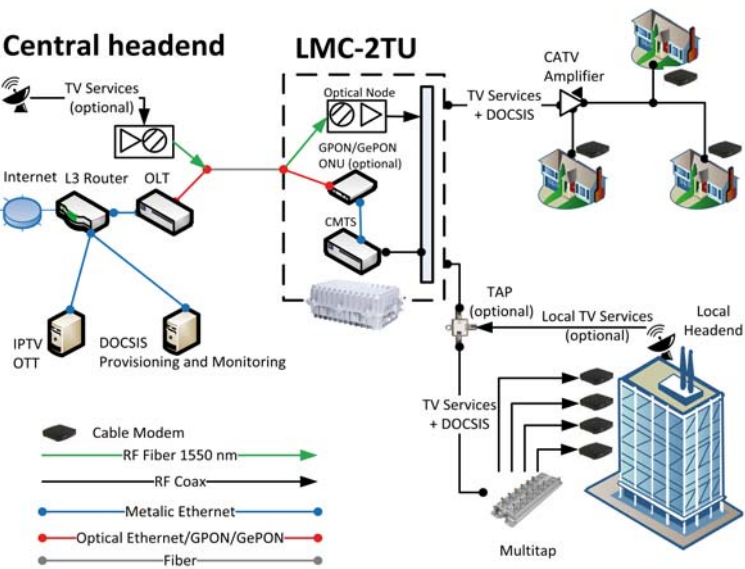 Central headend
LMC-2TU
TV Services
(optional)
Internet
L3 Router
OLT
IPTV
OTT
DOCSIS
Provisioning and Monitoring
Optical Node
GPON/GePON
ONU (optional)
CMTS
TV Services
+ DOCSIS
CATV
Amplifier
TAP
(optional)
Local TV Services
(optional)
Local
Headend
TV Services
+ DOCSIS
Multitap
Cable Modem
RF Fiber 1550 nm
RF Coax
Metalic Ethernet
Optical Ethernet/GPON/GePON
Fiber